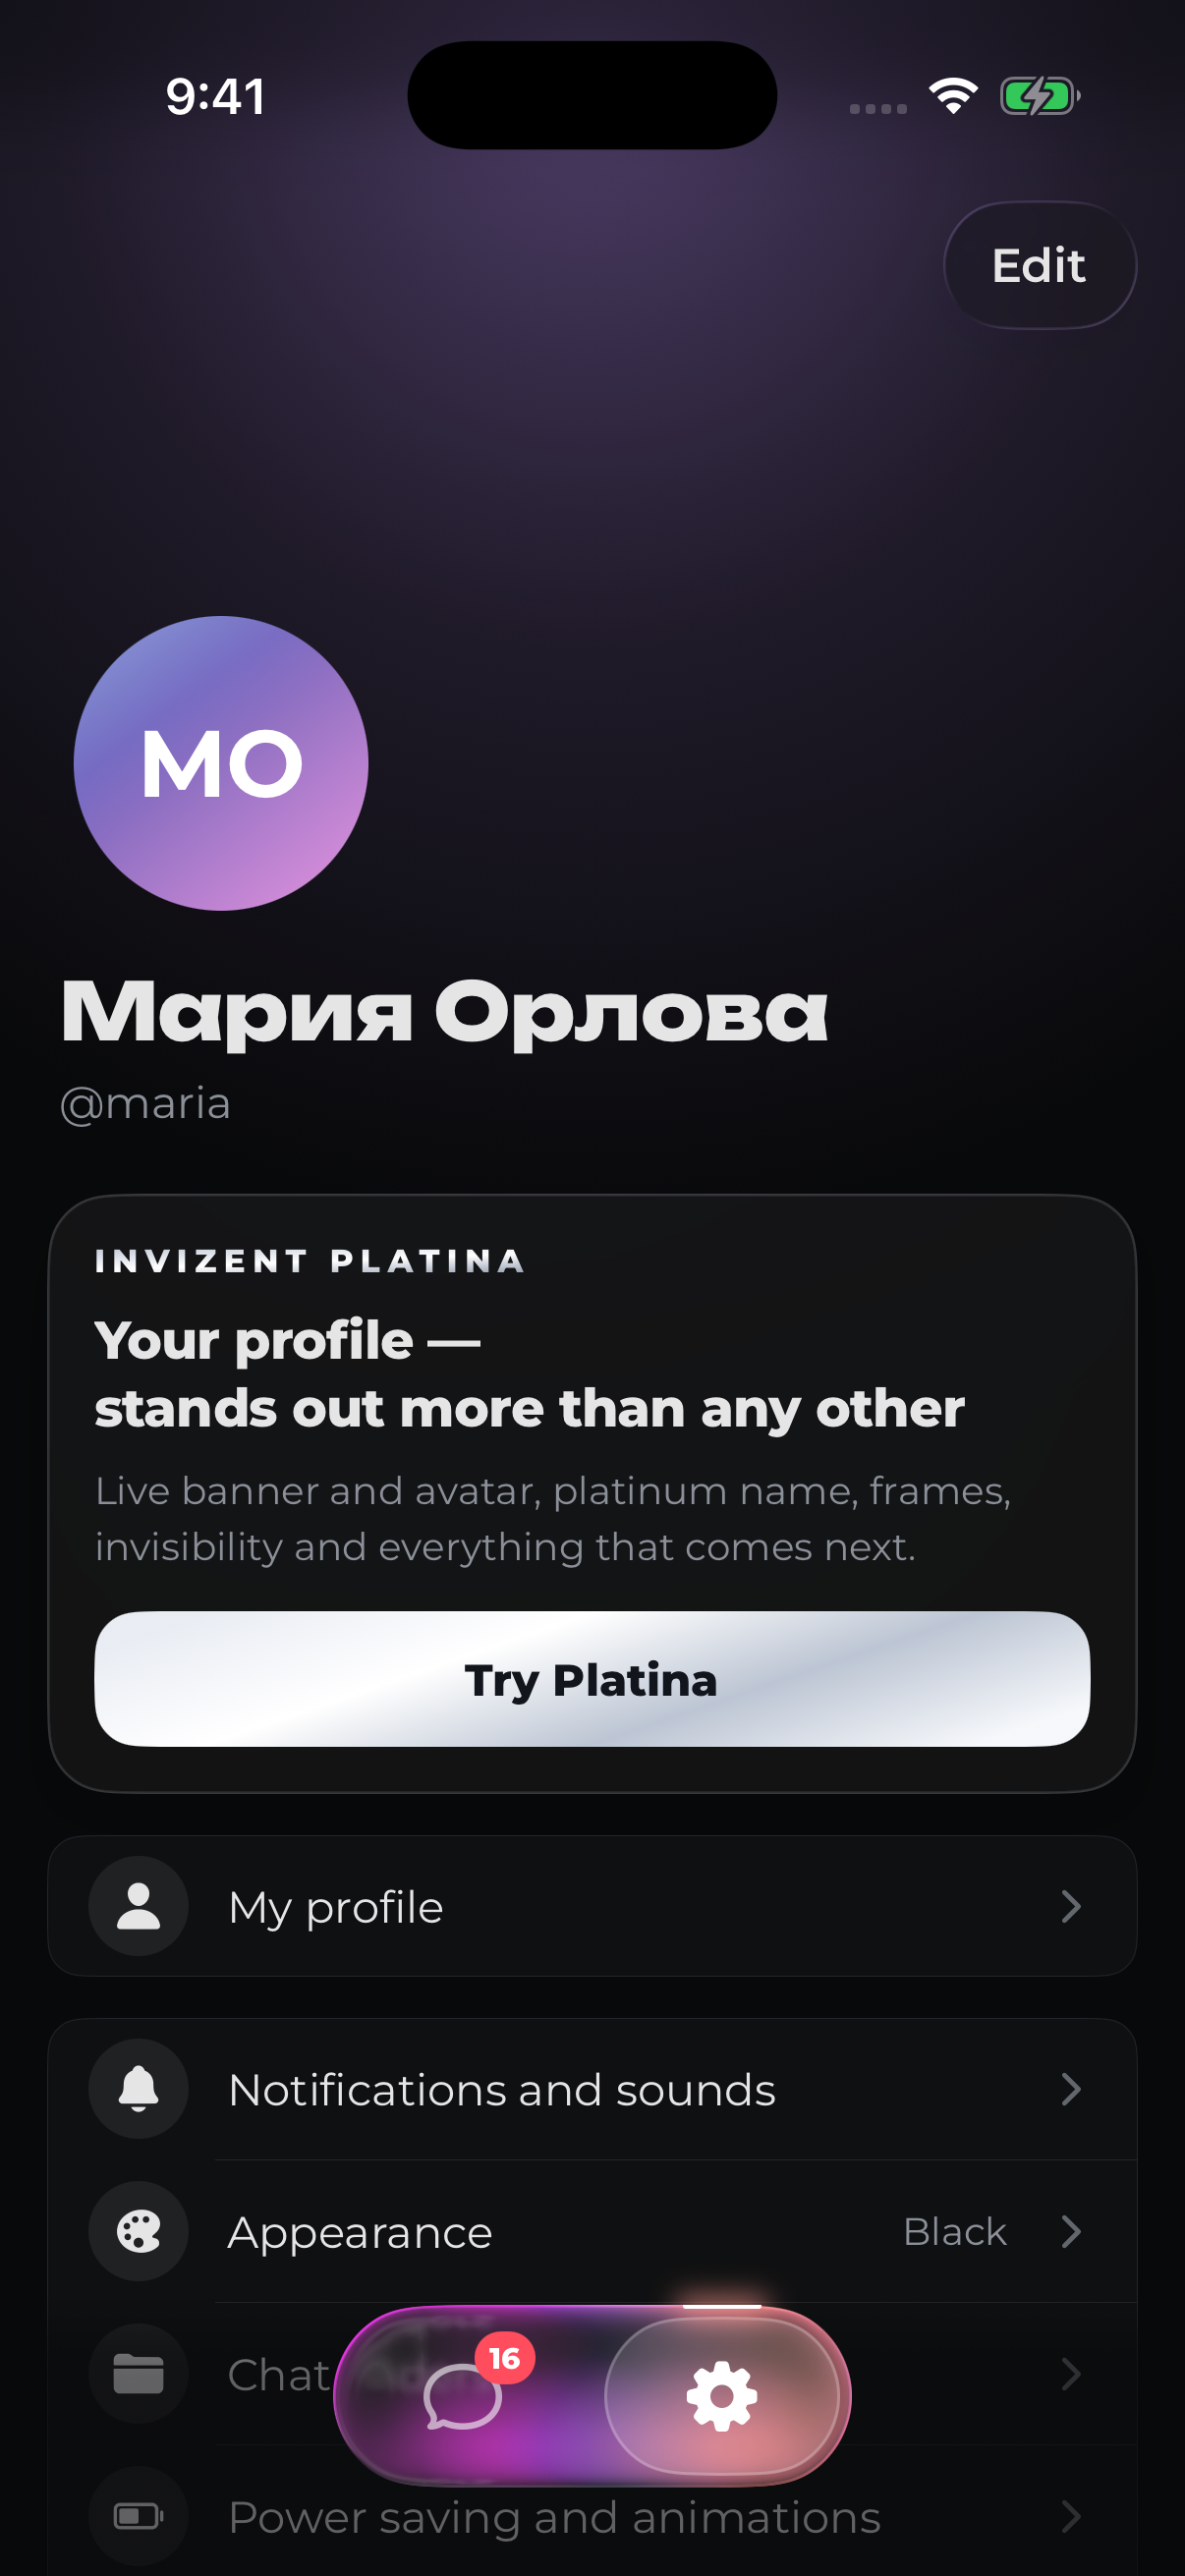 9:41
Edit
MO
Мария Орлова
@maria
INVIZENT PLATINA
Your profile —
stands out more than any other
Live banner and avatar, platinum name, frames,
invisibility and everything that comes next.
Try Platina
My profile
Notifications and sounds
Appearance
Black
Chat
16
Power saving and animations